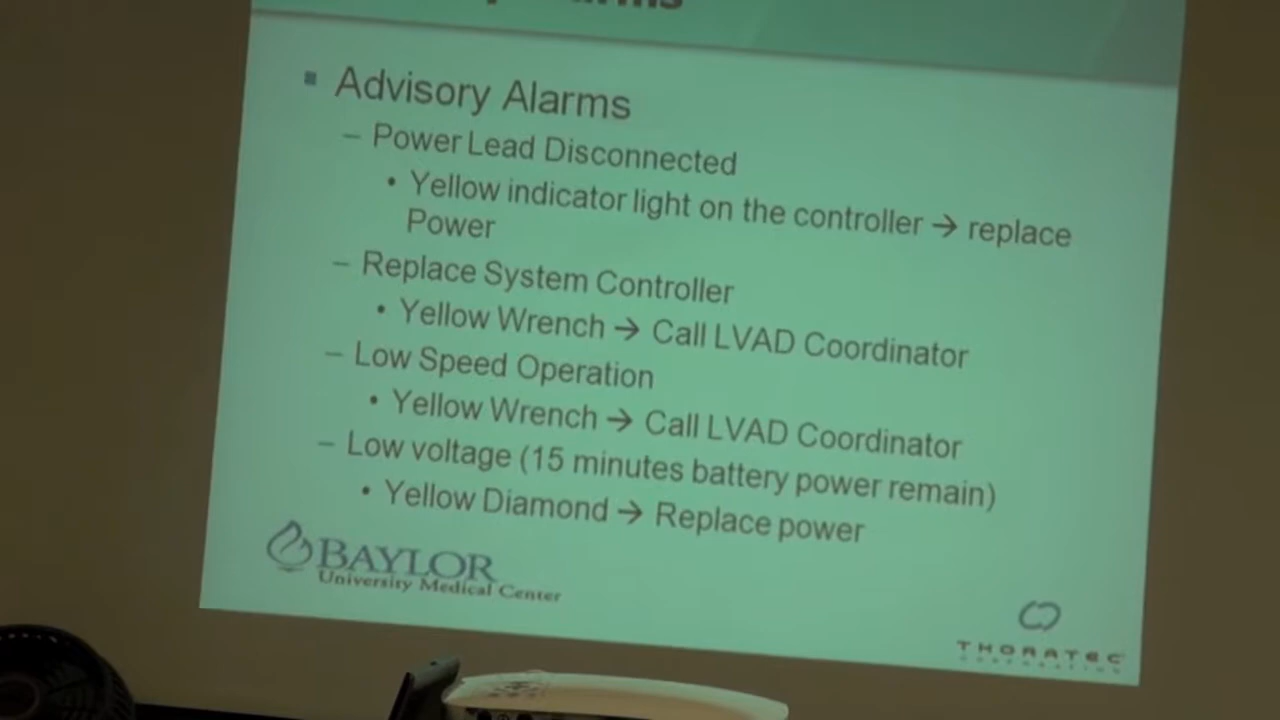 Advisory Alarms
– Power Lead Disconnected
• Yellow indicator light on the controller → replace
Power
– Replace System Controller
• Yellow Wrench → Call LVAD Coordinator
– Low Speed Operation
• Yellow Wrench → Call LVAD Coordinator
– Low voltage (15 minutes battery power remain)
• Yellow Diamond → Replace power
BAYLOR
University Medical Center
THORATEC
CORPORATION